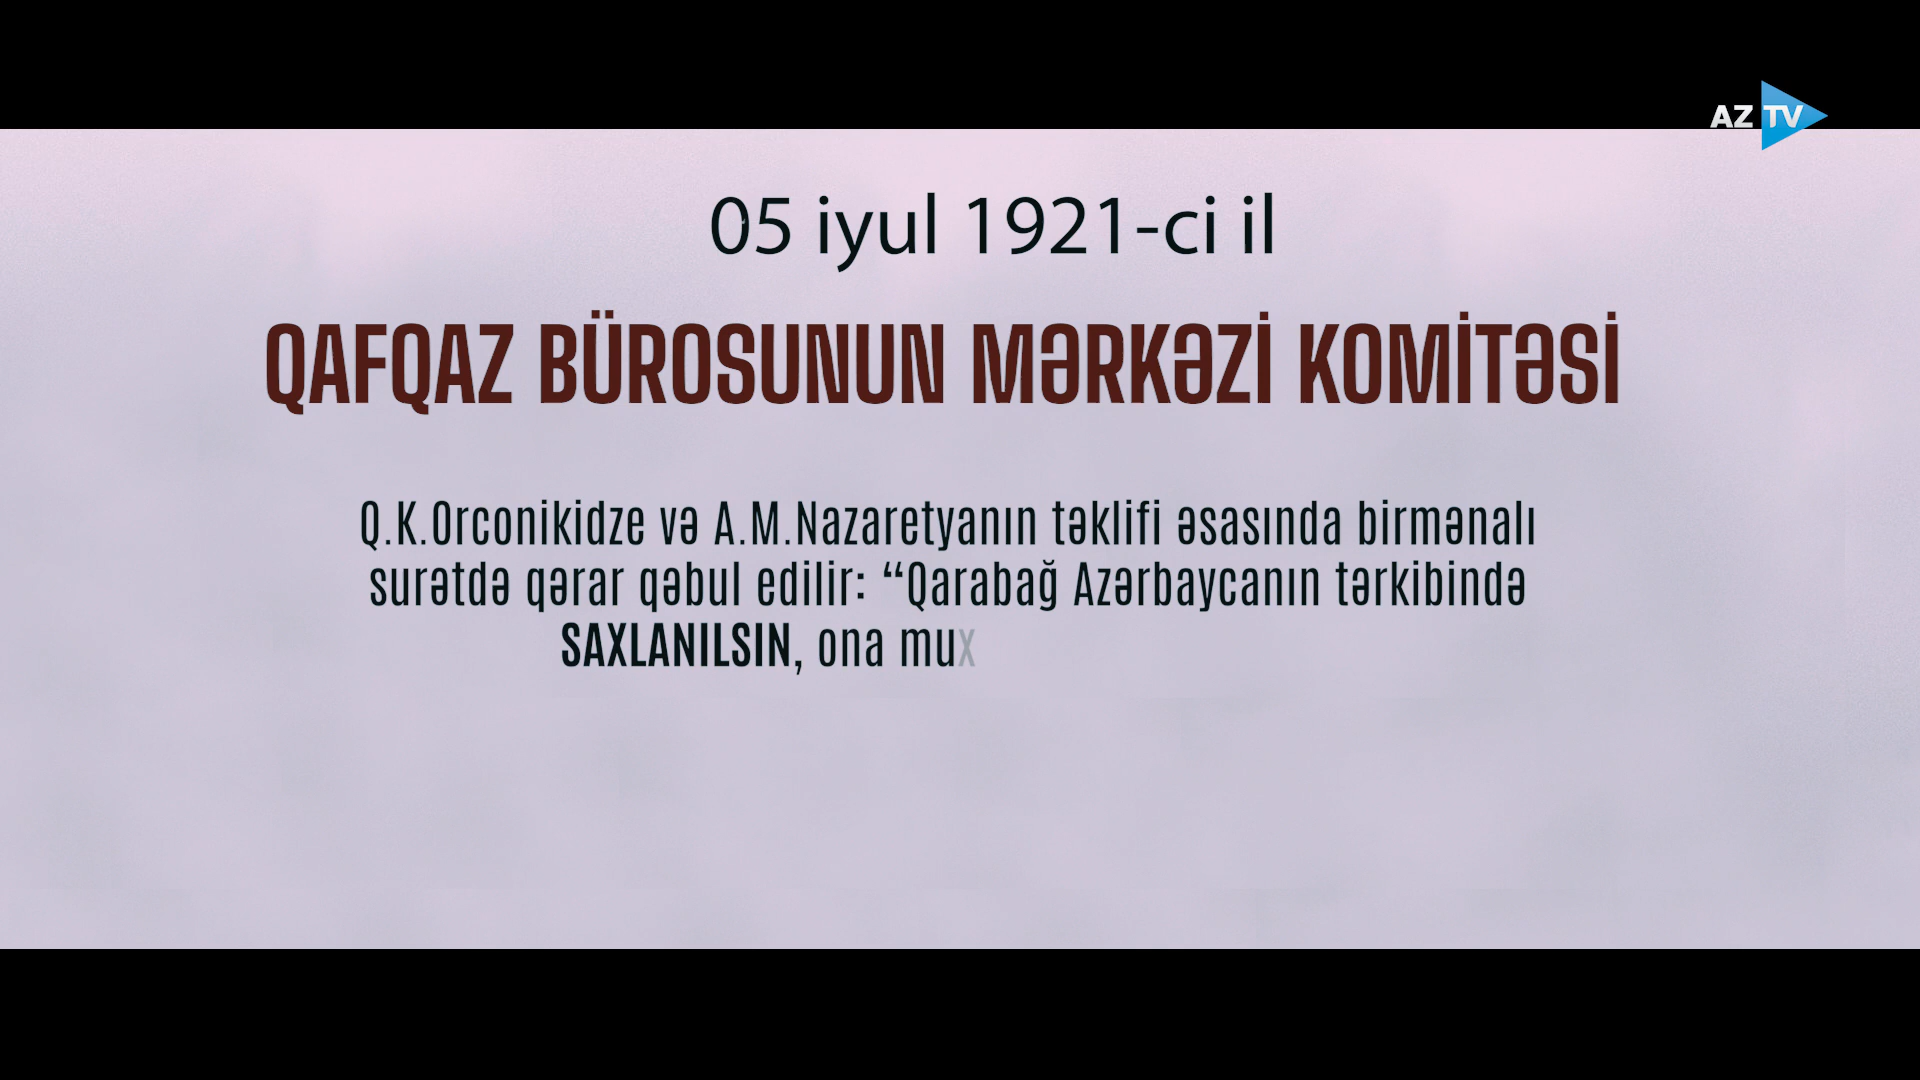 AZ TV
05 iyul 1921-ci il
QAFQAZ BÜROSUNUN MƏRKƏZİ KOMİTƏSİ
Q.K.Orconikidze və A.M.Nazaretyanın təklifi əsasında birmənalı
surətdə qərar qəbul edilir: “Qarabağ Azərbaycanın tərkibində
SAXLANILSIN, ona mux